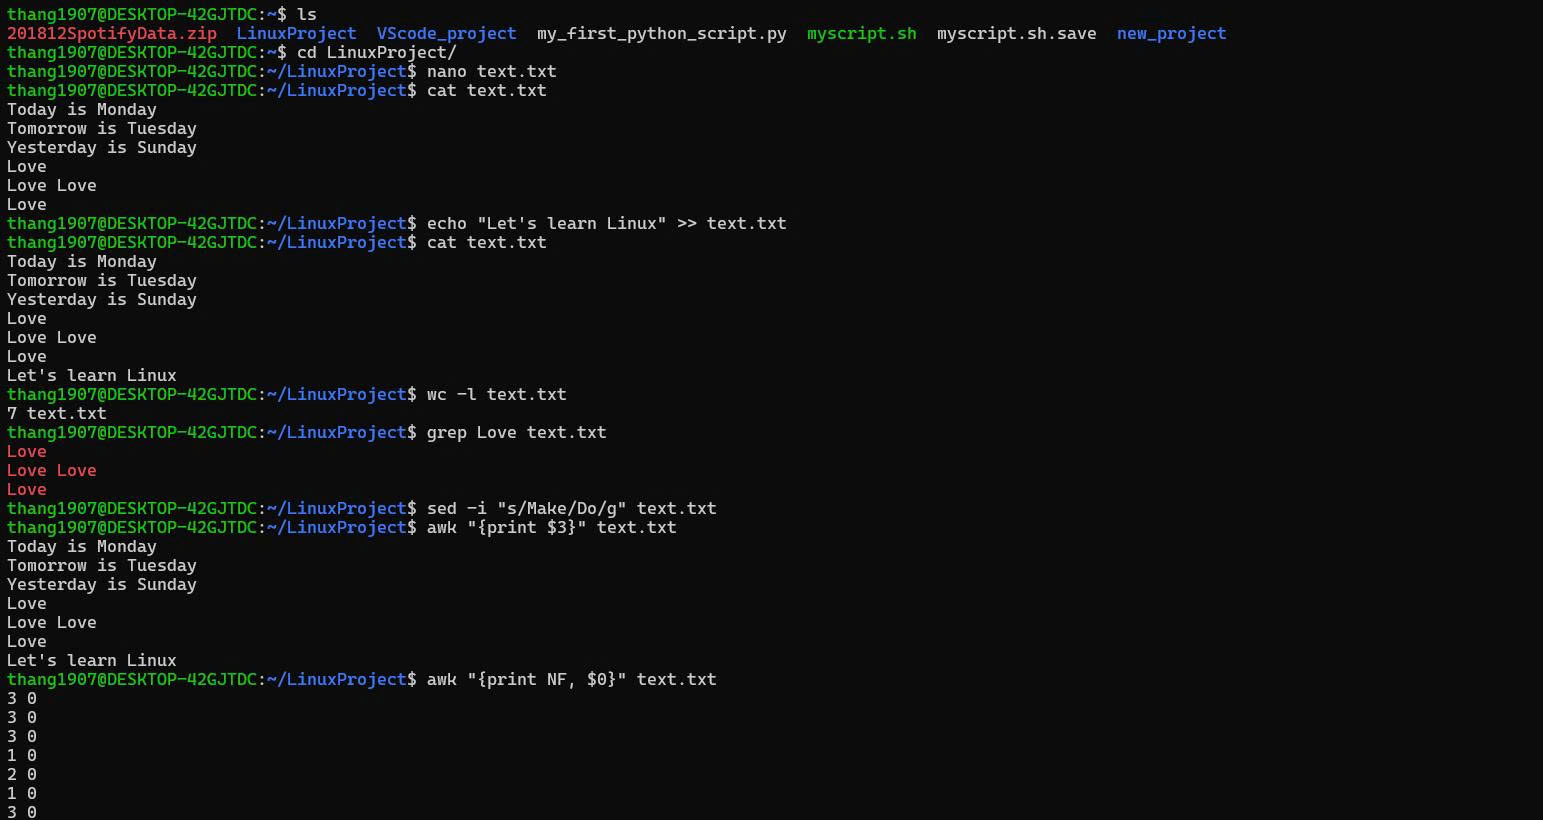 thang1907@DESKTOP-42GJTDC:~$ ls
201812SpotifyData.zip  LinuxProject  VScode_project  my_first_python_script.py  myscript.sh  myscript.sh.save  new_project
thang1907@DESKTOP-42GJTDC:~$ cd LinuxProject/
thang1907@DESKTOP-42GJTDC:~/LinuxProject$ nano text.txt
thang1907@DESKTOP-42GJTDC:~/LinuxProject$ cat text.txt
Today is Monday
Tomorrow is Tuesday
Yesterday is Sunday
Love
Love Love
Love
thang1907@DESKTOP-42GJTDC:~/LinuxProject$ echo "Let's learn Linux" >> text.txt
thang1907@DESKTOP-42GJTDC:~/LinuxProject$ cat text.txt
Today is Monday
Tomorrow is Tuesday
Yesterday is Sunday
Love
Love Love
Love
Let's learn Linux
thang1907@DESKTOP-42GJTDC:~/LinuxProject$ wc -l text.txt
7 text.txt
thang1907@DESKTOP-42GJTDC:~/LinuxProject$ grep Love text.txt
Love
Love Love
Love
thang1907@DESKTOP-42GJTDC:~/LinuxProject$ sed -i "s/Make/Do/g" text.txt
thang1907@DESKTOP-42GJTDC:~/LinuxProject$ awk "{print $3}" text.txt
Today is Monday
Tomorrow is Tuesday
Yesterday is Sunday
Love
Love Love
Love
Let's learn Linux
thang1907@DESKTOP-42GJTDC:~/LinuxProject$ awk "{print NF, $0}" text.txt
3 0
3 0
3 0
1 0
2 0
1 0
3 0